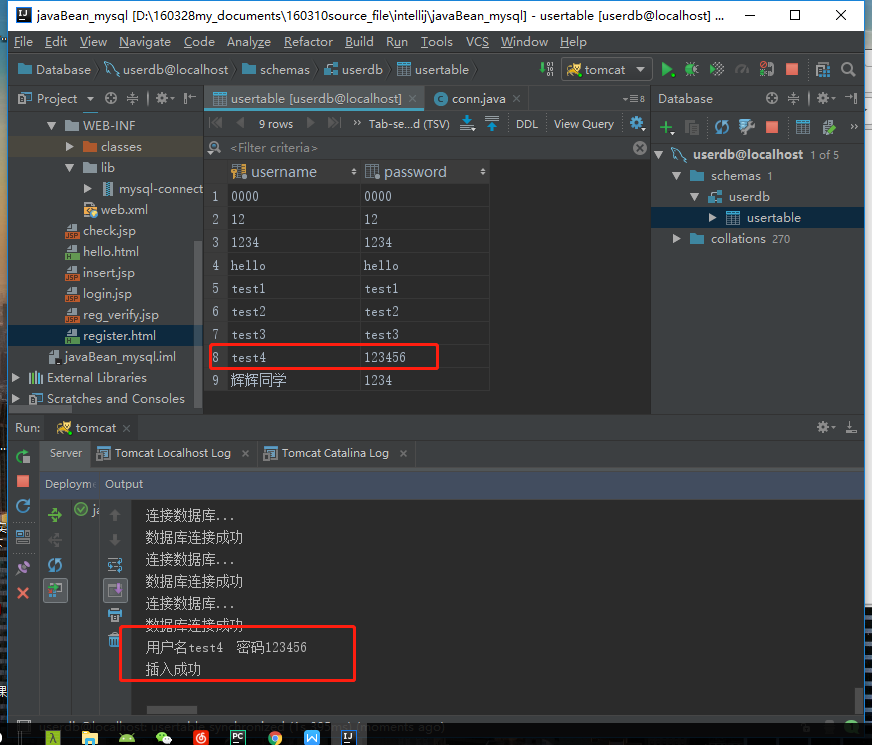 javaBean_mysql [D:\160328my_documents\160310source_file\intellij\javaBean_mysql] - usertable [userdb@localhost] ...
File Edit View Navigate Code Analyze Refactor Build Run Tools VCS Window Help
Database userdb@localhost schemas userdb usertable tomcat
Project usertable [userdb@localhost] conn.java Database
WEB-INF
classes
lib
mysql-connect
web.xml
check.jsp
hello.html
insert.jsp
login.jsp
reg_verify.jsp
register.html
javaBean_mysql.iml
External Libraries
Scratches and Consoles
9 rows Tab-se...d (TSV) DDL View Query
<Filter criteria>
username password
1 0000 0000
2 12 12
3 1234 1234
4 hello hello
5 test1 test1
6 test2 test2
7 test3 test3
8 test4 123456
9 辉辉同学 1234
userdb@localhost 1 of 5
schemas 1
userdb
usertable
collations 270
Run: tomcat
Server Tomcat Localhost Log Tomcat Catalina Log
Deployme Output
连接数据库...
数据库连接成功
连接数据库...
数据库连接成功
连接数据库...
数据库连接成功
用户名test4 密码123456
插入成功
userdb@localhost: usertable synchronized (1s 395ms) (moments ago)